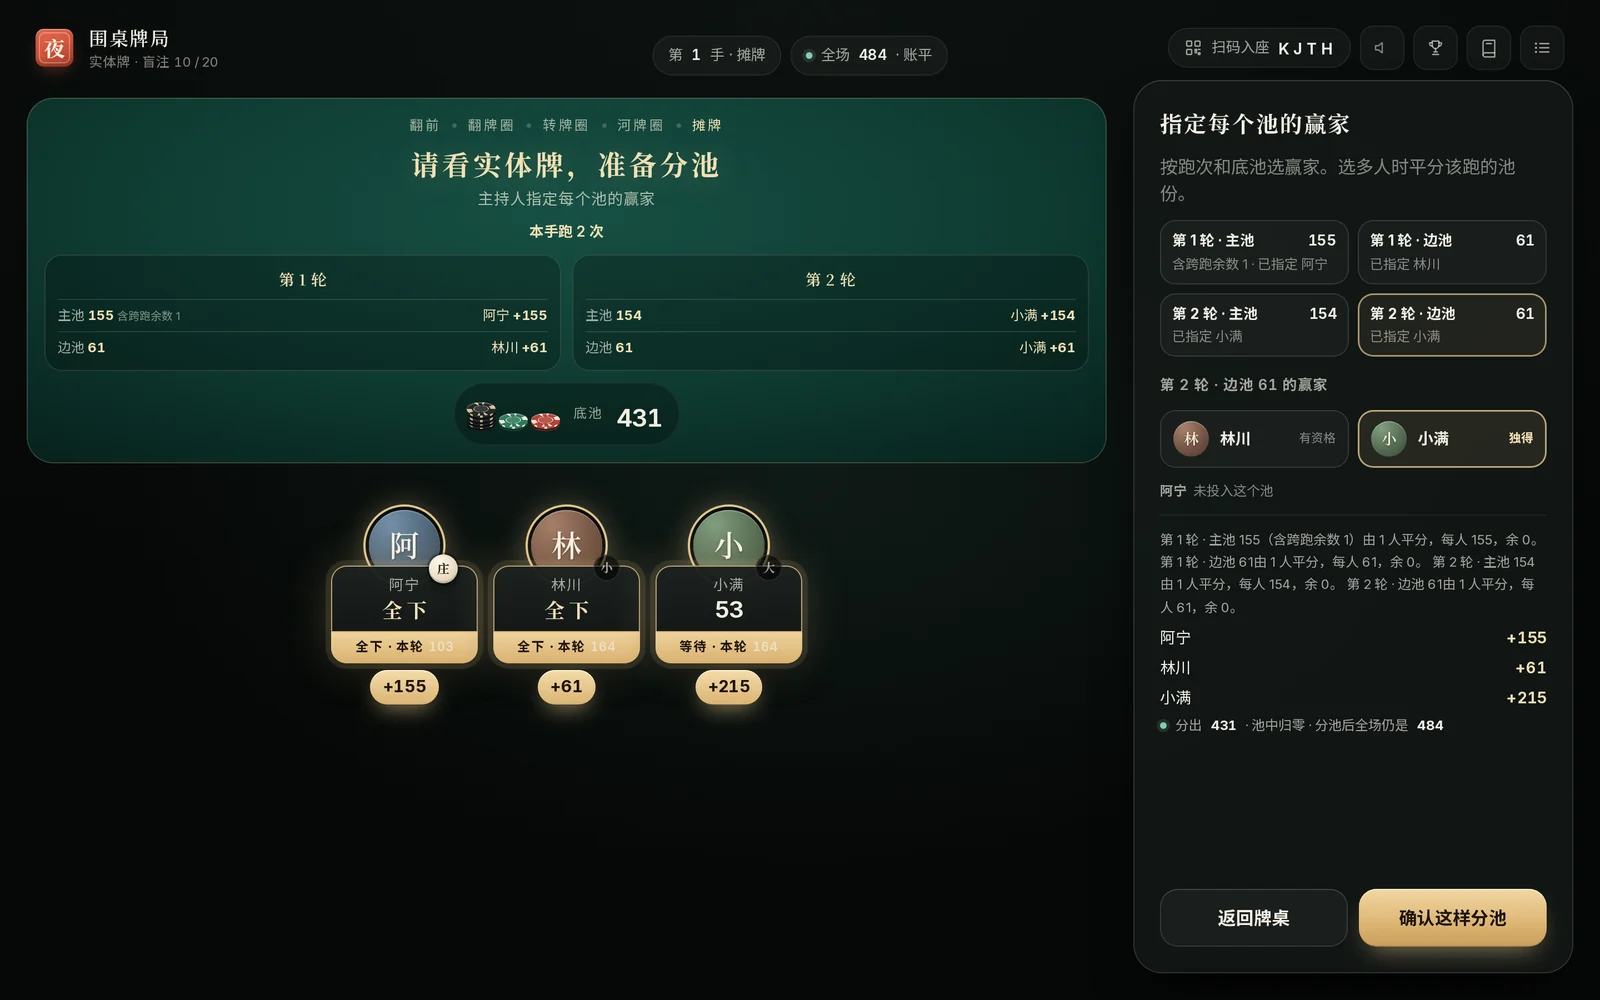 夜
围桌牌局
实体牌 · 盲注 10 / 20
第 1 手 · 摊牌
全场 484 · 账平
扫码入座 KJTH
翻前 • 翻牌圈 • 转牌圈 • 河牌圈 • 摊牌
请看实体牌，准备分池
主持人指定每个池的赢家
本手跑 2 次
第 1 轮
主池 155 含跨跑余数 1 阿宁 +155
边池 61 林川 +61
第 2 轮
主池 154 小满 +154
边池 61 小满 +61
底池 431
阿
庄
阿宁
全下
全下 · 本轮 103
+155
林
小
林川
全下
全下 · 本轮 164
+61
小
大
小满
53
等待 · 本轮 164
+215
指定每个池的赢家
按跑次和底池选赢家。选多人时平分该跑的池
份。
第 1 轮 · 主池 155
含跨跑余数 1 · 已指定 阿宁
第 1 轮 · 边池 61
已指定 林川
第 2 轮 · 主池 154
已指定 小满
第 2 轮 · 边池 61
已指定 小满
第 2 轮 · 边池 61 的赢家
林 林川 有资格
小 小满 独得
阿宁 未投入这个池
第 1 轮 · 主池 155（含跨跑余数 1）由 1 人平分，每人 155，余 0。
第 1 轮 · 边池 61由 1 人平分，每人 61，余 0。 第 2 轮 · 主池 154
由 1 人平分，每人 154，余 0。 第 2 轮 · 边池 61由 1 人平分，每
人 61，余 0。
阿宁 +155
林川 +61
小满 +215
分出 431 · 池中归零 · 分池后全场仍是 484
返回牌桌
确认这样分池